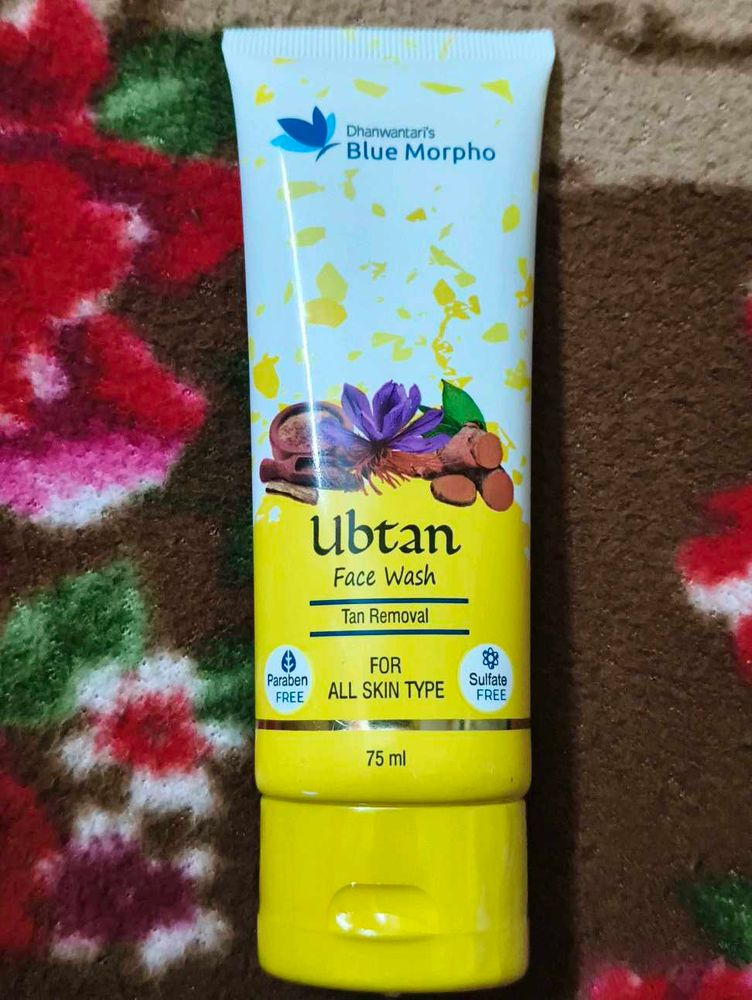 Dhanwantari's
Blue Morpho
Ubtan
Face Wash
Tan Removal
Paraben
FREE
FOR
ALL SKIN TYPE
Sulfate
FREE
75 ml